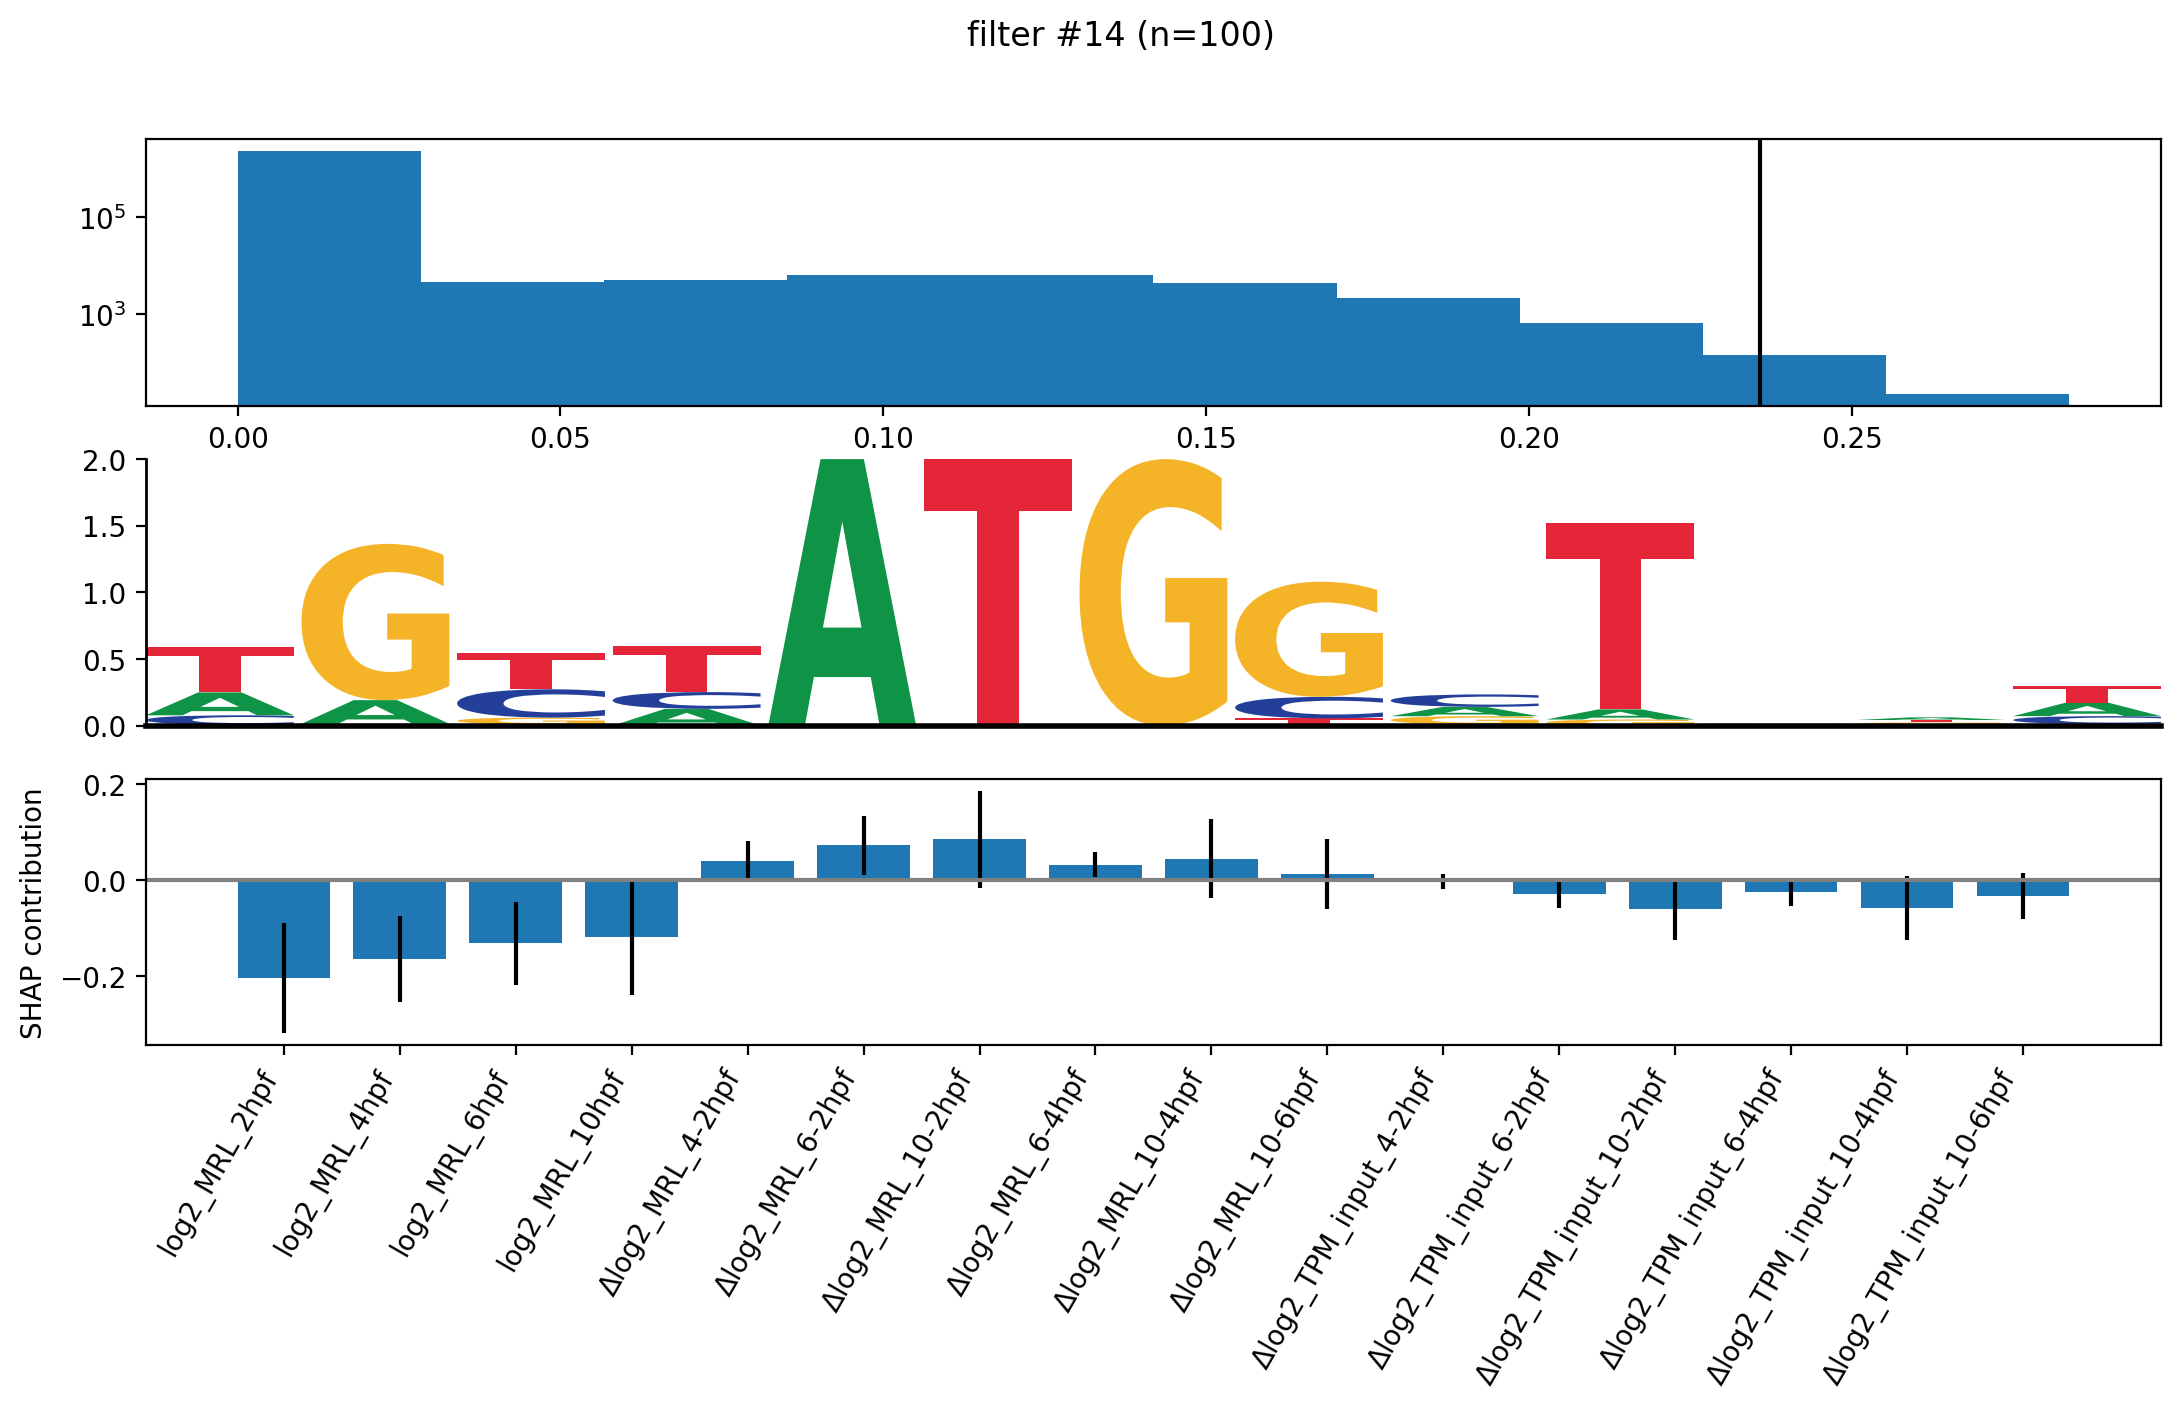 filter #14 (n=100)
10^5
10^3
0.00 0.05 0.10 0.15 0.20 0.25
2.0
1.5
1.0
0.5
0.0
T G T T A T G G C T T
A A C C C A A A A
C G A T G C
SHAP contribution
0.2
0.0
−0.2
log2_MRL_2hpf
log2_MRL_4hpf
log2_MRL_6hpf
log2_MRL_10hpf
Δlog2_MRL_4-2hpf
Δlog2_MRL_6-2hpf
Δlog2_MRL_10-2hpf
Δlog2_MRL_6-4hpf
Δlog2_MRL_10-4hpf
Δlog2_MRL_10-6hpf
Δlog2_TPM_input_4-2hpf
Δlog2_TPM_input_6-2hpf
Δlog2_TPM_input_10-2hpf
Δlog2_TPM_input_6-4hpf
Δlog2_TPM_input_10-4hpf
Δlog2_TPM_input_10-6hpf